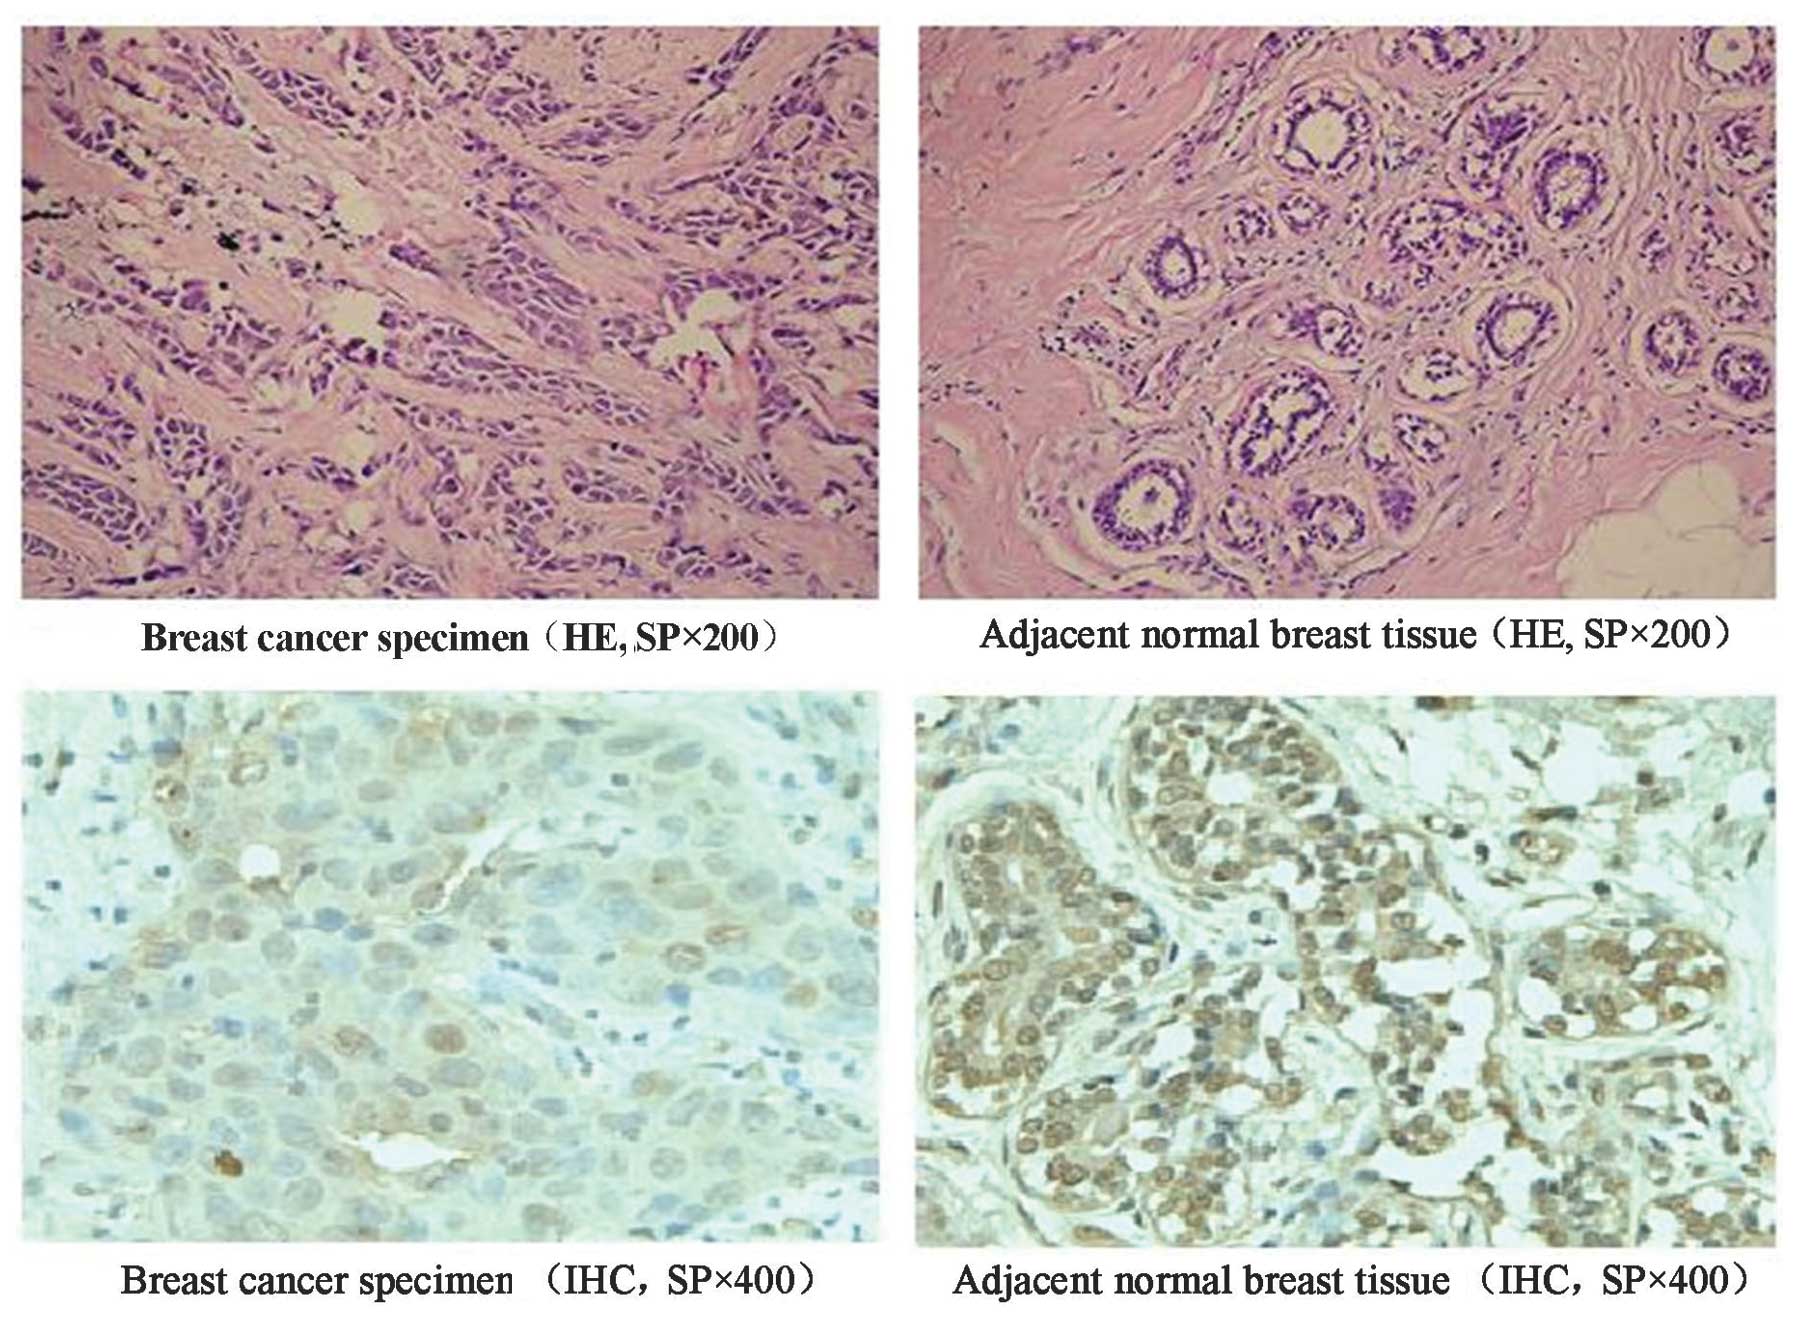 Breast cancer specimen（HE, SP×200）
Adjacent normal breast tissue（HE, SP×200）
Breast cancer specimen （IHC，SP×400）
Adjacent normal breast tissue （IHC，SP×400）